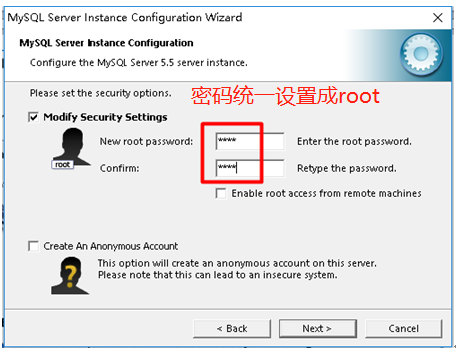 MySQL Server Instance Configuration Wizard
MySQL Server Instance Configuration
Configure the MySQL Server 5.5 server instance.
Please set the security options.
密码统一设置成root
Modify Security Settings
New root password: **** Enter the root password.
root
Confirm: **** Retype the password.
Enable root access from remote machines
Create An Anonymous Account
This option will create an anonymous account on this server.
Please note that this can lead to an insecure system.
?
< Back Next > Cancel